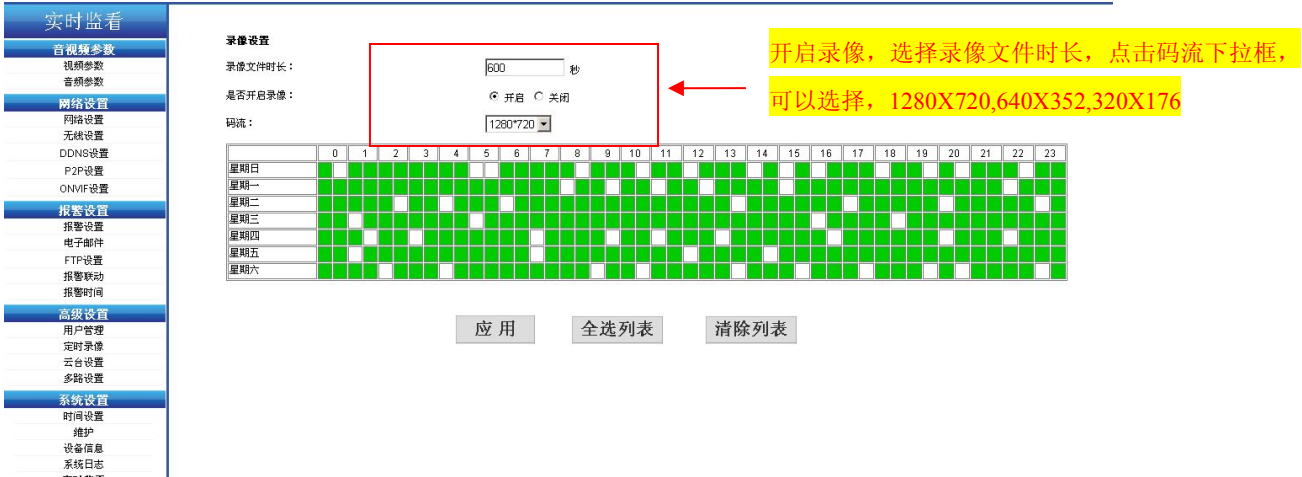 实时监看
音视频参数
视频参数
音频参数
网络设置
网络设置
无线设置
DDNS设置
P2P设置
ONVIF设置
报警设置
报警设置
电子邮件
FTP设置
报警联动
报警时间
高级设置
用户管理
定时录像
云台设置
多路设置
系统设置
时间设置
维护
设备信息
系统日志
录像设置
录像文件时长： 600 秒
是否开启录像： 开启 关闭
码流： 1280*720
0 1 2 3 4 5 6 7 8 9 10 11 12 13 14 15 16 17 18 19 20 21 22 23
星期日
星期一
星期二
星期三
星期四
星期五
星期六
应 用 全选列表 清除列表
开启录像，选择录像文件时长，点击码流下拉框，
可以选择，1280X720,640X352,320X176